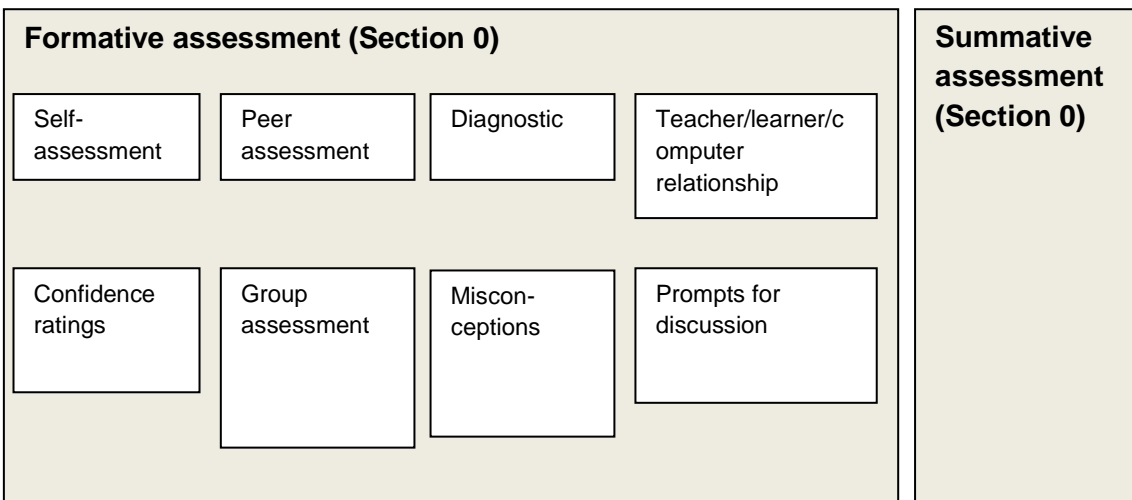 Formative assessment (Section 0)
Self-
assessment
Peer
assessment
Diagnostic
Teacher/learner/c
omputer
relationship
Confidence
ratings
Group
assessment
Miscon-
ceptions
Prompts for
discussion
Summative
assessment
(Section 0)